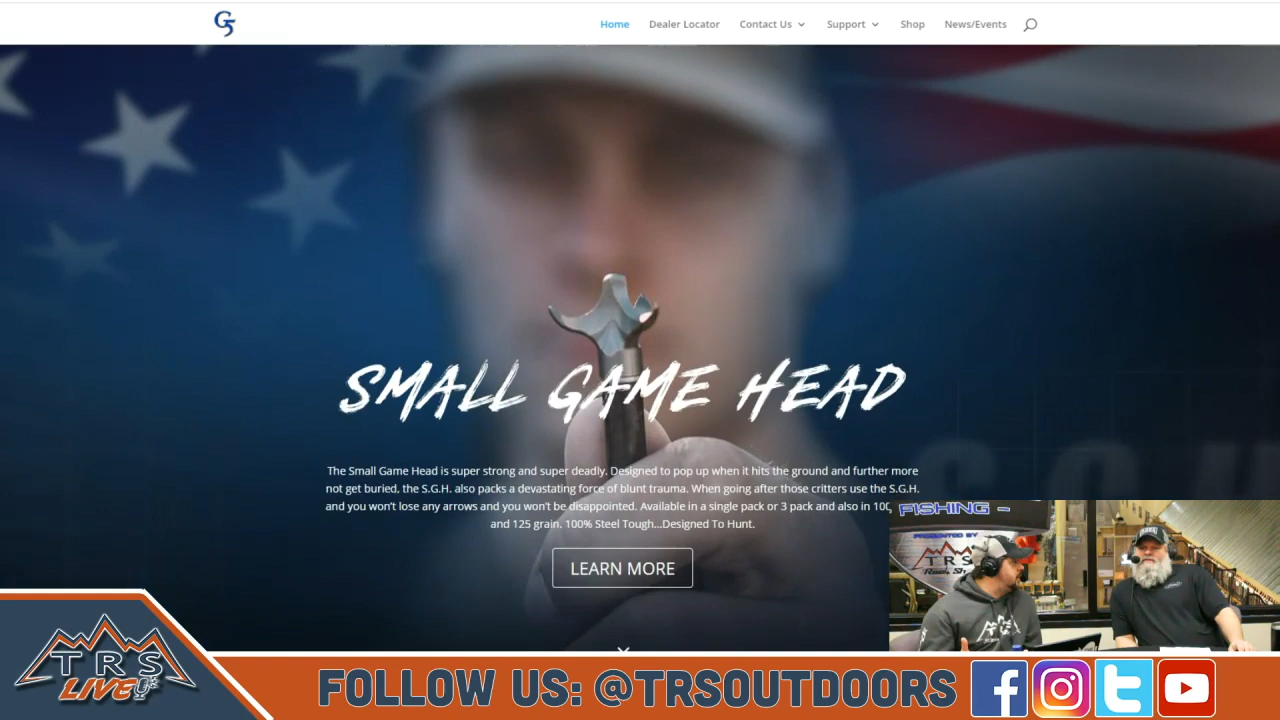 G5
Home
Dealer Locator
Contact Us
Support
Shop
News/Events
SMALL GAME HEAD
The Small Game Head is super strong and super deadly. Designed to pop up when it hits the ground and further more
not get buried, the S.G.H. also packs a devastating force of blunt trauma. When going after those critters use the S.G.H.
and you won't lose any arrows and you won't be disappointed. Available in a single pack or 3 pack and also in 100
and 125 grain. 100% Steel Tough...Designed To Hunt.
LEARN MORE
FISHING -
PRESENTED BY
TRS
TRS
LIVE
FOLLOW US: @TRSOUTDOORS